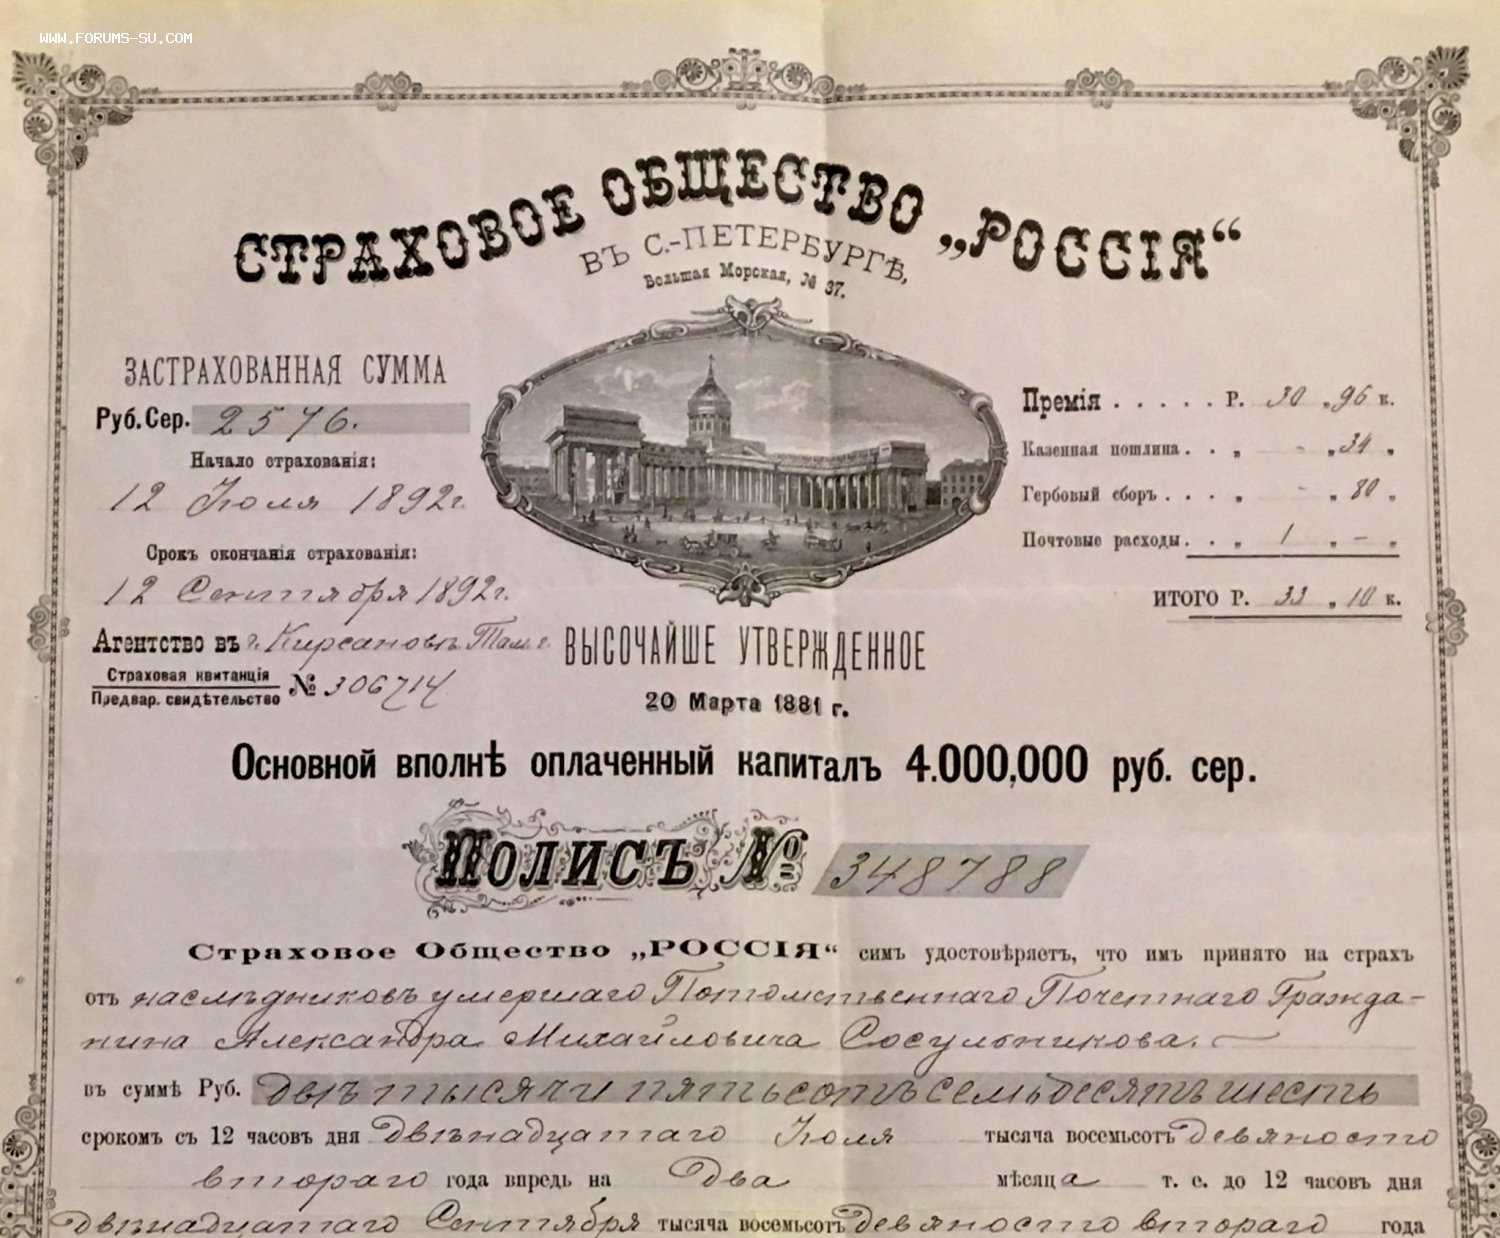 WWW.FORUMS-SU.COM
СТРАХОВОЕ ОБЩЕСТВО „РОССІЯ“
ВЪ С.-ПЕТЕРБУРГѢ,
Большая Морская, № 37.
ЗАСТРАХОВАННАЯ СУММА
Руб. Сер. 2576.
Начало страхованія:
12 Іюля 1892 г.
Срокъ окончанія страхованія:
12 Сентября 1892 г.
Агентство въ г. Кирсановъ Там. г.
Страховая квитанція
Предвар. свидѣтельство № 306714
Премія . . . . . Р. 30 „ 96 к.
Казенная пошлина . . „ - „ 34 „
Гербовый сборъ . . . „ - „ 80 „
Почтовые расходы . . „ 1 „ - „
ИТОГО Р. 33 „ 10 к.
ВЫСОЧАЙШЕ УТВЕРЖДЕННОЕ
20 Марта 1881 г.
Основной вполнѣ оплаченный капиталъ 4.000,000 руб. сер.
Полисъ № 348788
Страховое Общество „РОССІЯ“ симъ удостовѣряетъ, что имъ принято на страхъ
отъ наслѣдниковъ умершаго Потомственнаго Почетнаго Гражда-
нина Александра Михайловича Сосульникова.
въ суммѣ Руб. двѣ тысячи пятьсотъ семьдесятъ шесть
срокомъ съ 12 часовъ дня двѣнадцатаго Іюля тысяча восемьсотъ девяносто
втораго года впредь на два мѣсяца т. е. до 12 часовъ дня
двѣнадцатаго Сентября тысяча восемьсотъ девяносто втораго года